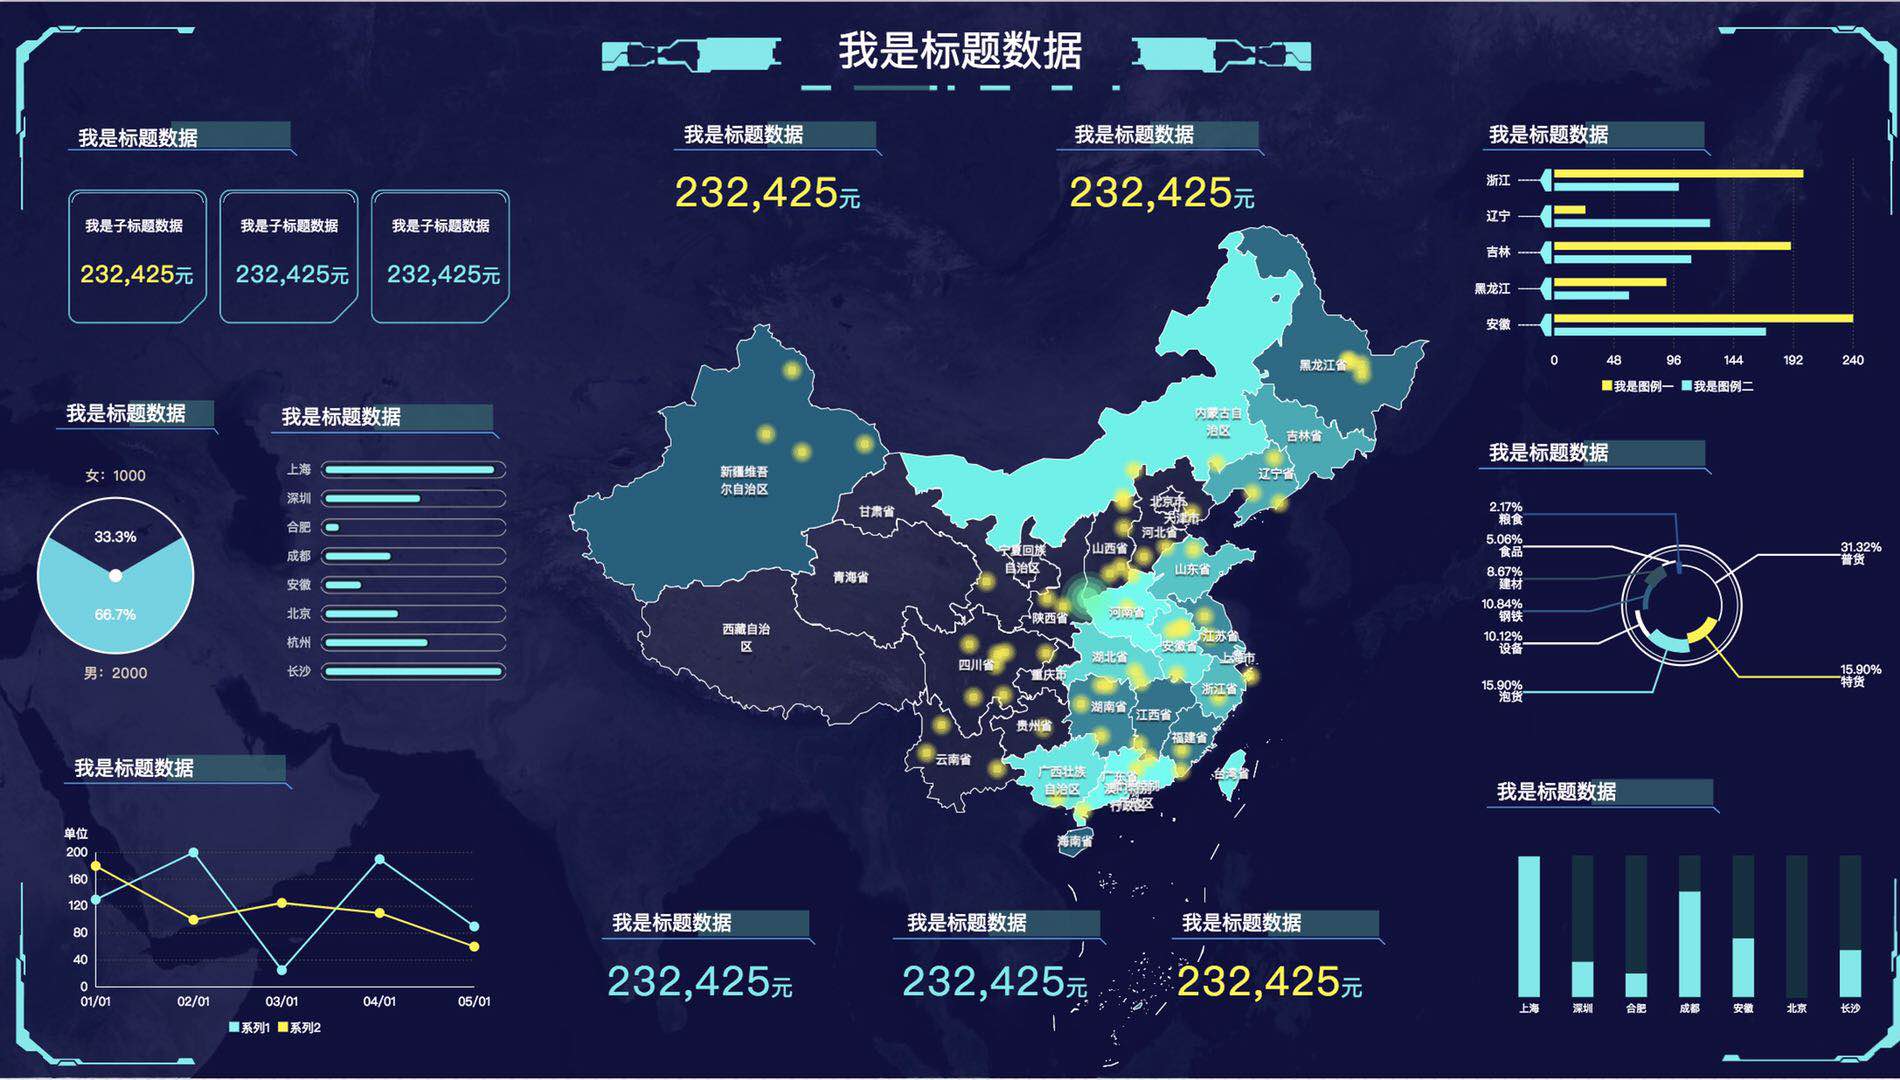 我是标题数据
我是标题数据
我是子标题数据
232,425元
我是子标题数据
232,425元
我是子标题数据
232,425元
我是标题数据
232,425元
我是标题数据
232,425元
我是标题数据
浙江
辽宁
吉林
黑龙江
安徽
0 48 96 144 192 240
我是图例一 我是图例二
我是标题数据
女: 1000
33.3%
66.7%
男: 2000
我是标题数据
上海
深圳
合肥
成都
安徽
北京
杭州
长沙
黑龙江省
内蒙古自
治区
吉林省
辽宁省
新疆维吾
尔自治区
甘肃省
北京市
天津市
河北省
山西省
宁夏回族
自治区
山东省
青海省
陕西省
河南省
西藏自治
区
江苏省
安徽省
上海市
湖北省
四川省
重庆市
浙江省
湖南省
江西省
贵州省
福建省
云南省
广西壮族
自治区
广东省
台湾省
澳门特别
行政区
海南省
我是标题数据
2.17%
粮食
5.06%
食品
8.67%
建材
10.84%
钢铁
10.12%
设备
15.90%
泡货
31.32%
普货
15.90%
特货
我是标题数据
单位
200
160
120
80
40
0
01/01 02/01 03/01 04/01 05/01
系列1 系列2
我是标题数据
232,425元
我是标题数据
232,425元
我是标题数据
232,425元
我是标题数据
上海 深圳 合肥 成都 安徽 北京 长沙